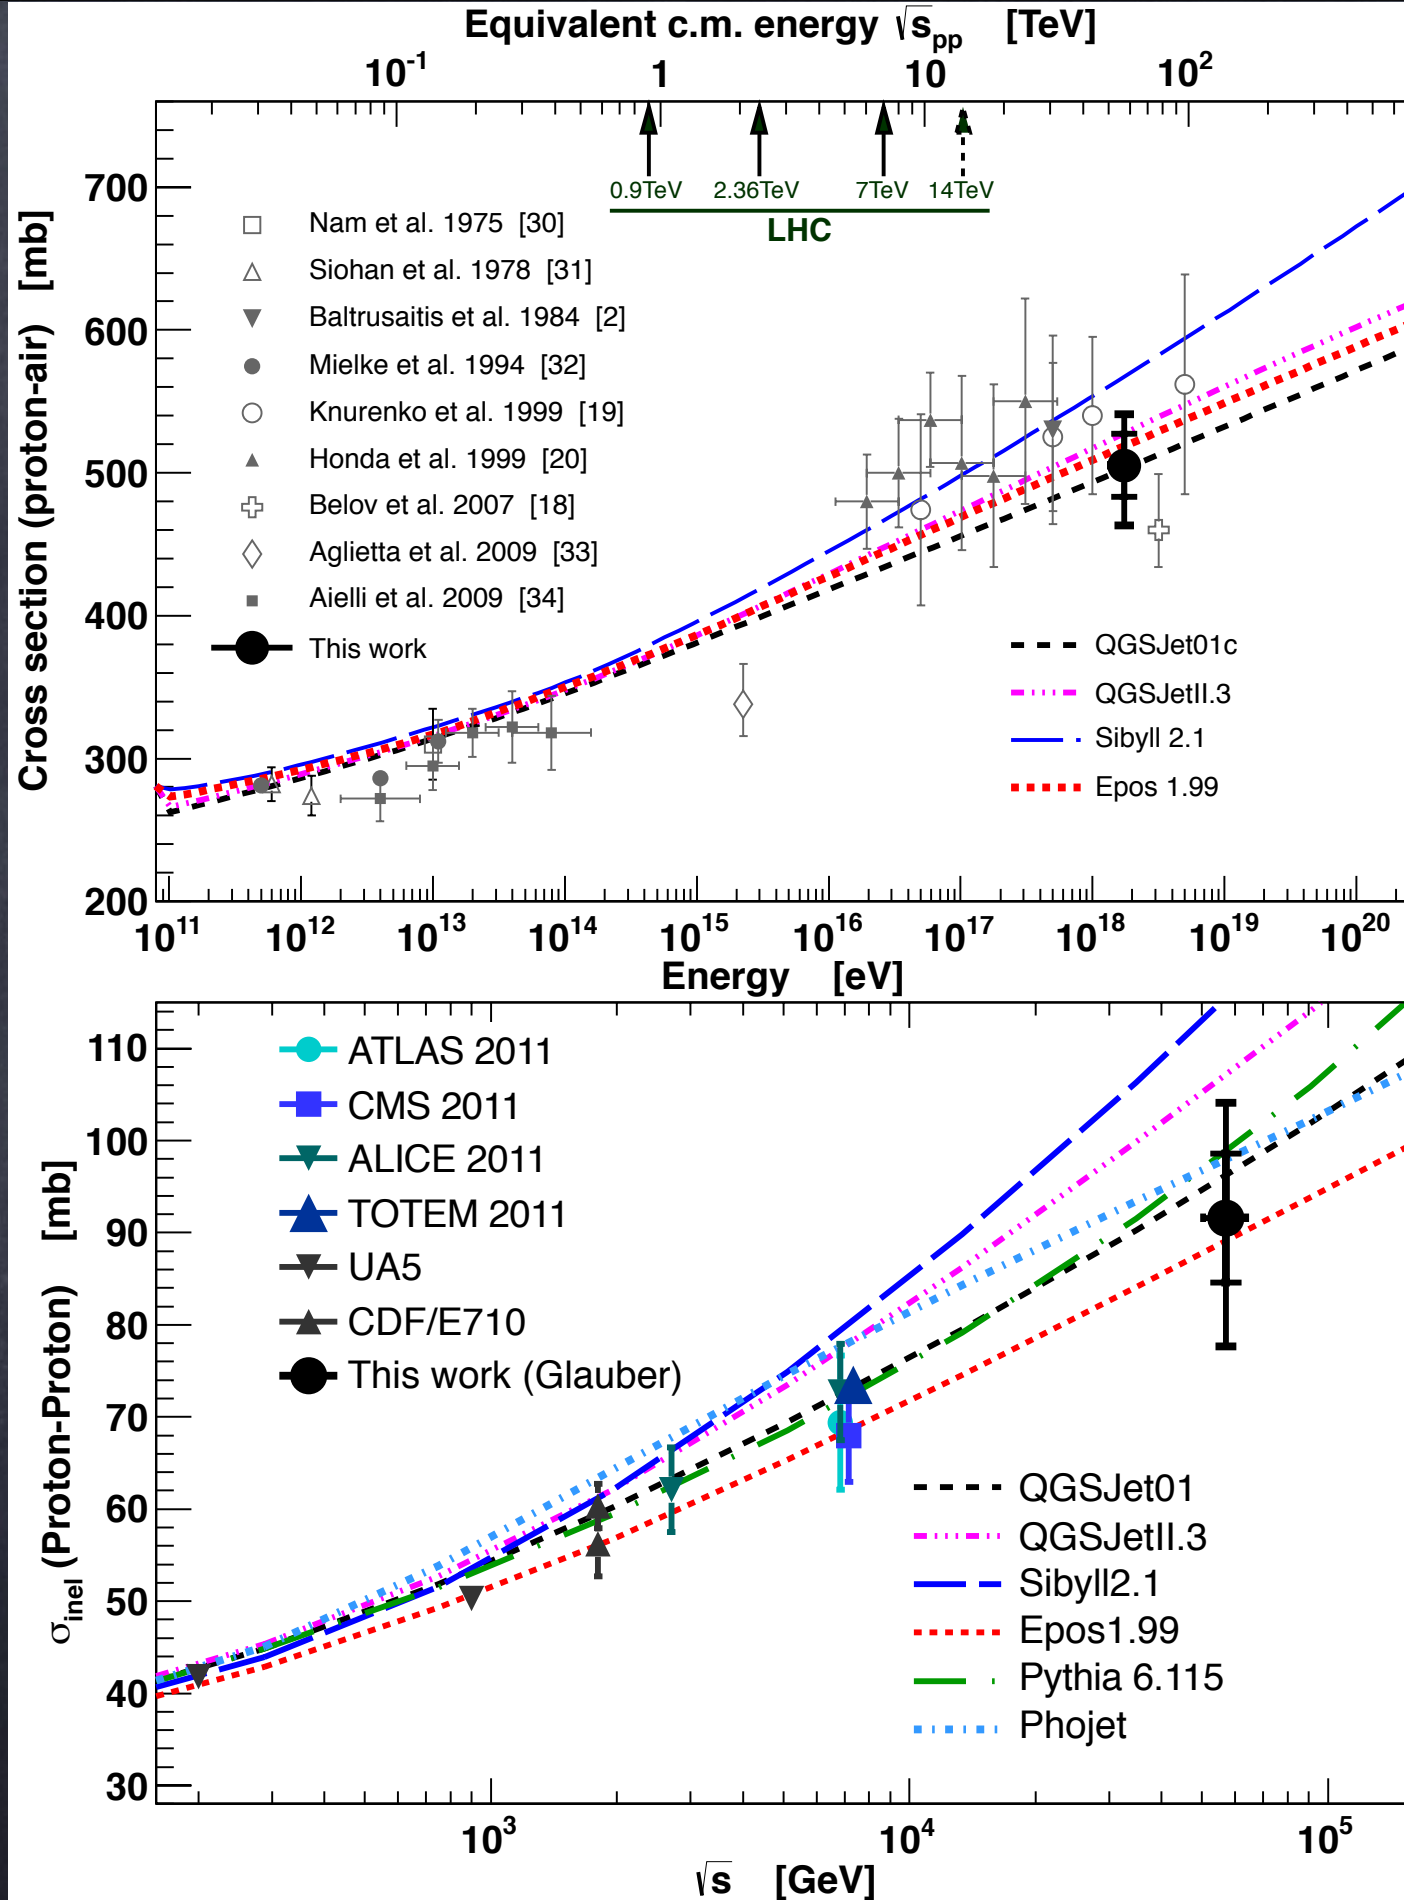 Equivalent c.m. energy √s_pp [TeV]
10^-1 1 10 10^2
0.9TeV 2.36TeV 7TeV 14TeV
LHC
Cross section (proton-air) [mb]
700
600
500
400
300
200
Nam et al. 1975 [30]
Siohan et al. 1978 [31]
Baltrusaitis et al. 1984 [2]
Mielke et al. 1994 [32]
Knurenko et al. 1999 [19]
Honda et al. 1999 [20]
Belov et al. 2007 [18]
Aglietta et al. 2009 [33]
Aielli et al. 2009 [34]
This work
QGSJet01c
QGSJetII.3
Sibyll 2.1
Epos 1.99
10^11 10^12 10^13 10^14 10^15 10^16 10^17 10^18 10^19 10^20
Energy [eV]
σ_inel (Proton-Proton) [mb]
110
100
90
80
70
60
50
40
30
ATLAS 2011
CMS 2011
ALICE 2011
TOTEM 2011
UA5
CDF/E710
This work (Glauber)
QGSJet01
QGSJetII.3
Sibyll2.1
Epos1.99
Pythia 6.115
Phojet
10^3 10^4 10^5
√s [GeV]